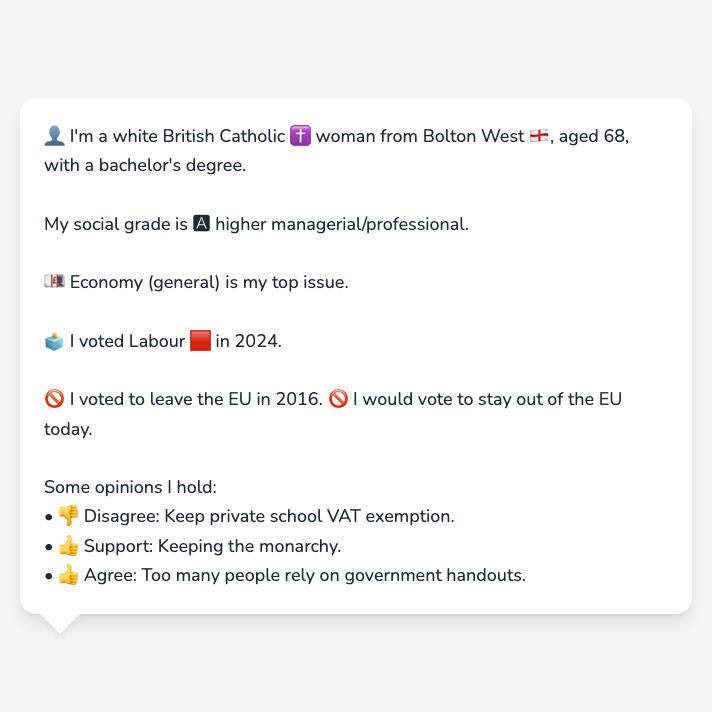 👤 I'm a white British Catholic ✝️ woman from Bolton West 🏴󠁧󠁢󠁥󠁮󠁧󠁿, aged 68,
with a bachelor's degree.
My social grade is 🅰 higher managerial/professional.
💷 Economy (general) is my top issue.
🗳️ I voted Labour 🟥 in 2024.
🚫 I voted to leave the EU in 2016. 🚫 I would vote to stay out of the EU
today.
Some opinions I hold:
• 👎 Disagree: Keep private school VAT exemption.
• 👍 Support: Keeping the monarchy.
• 👍 Agree: Too many people rely on government handouts.